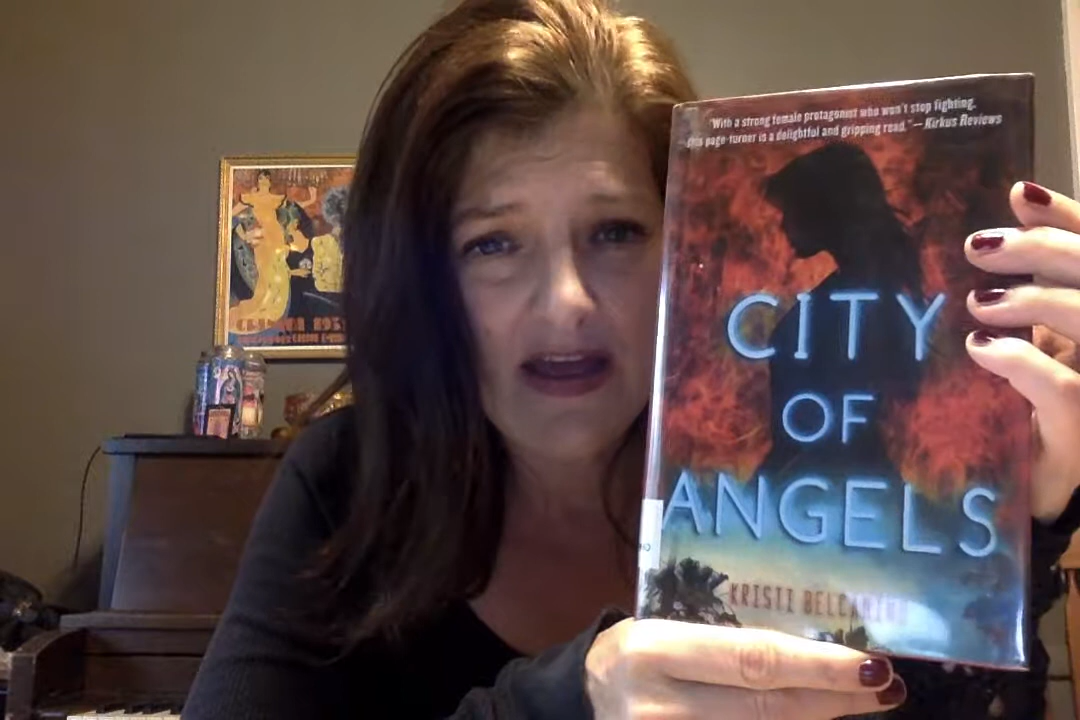 "With a strong female protagonist who won't stop fighting,
this page-turner is a delightful and gripping read." — Kirkus Reviews
CITY
OF
ANGELS
KRISTI